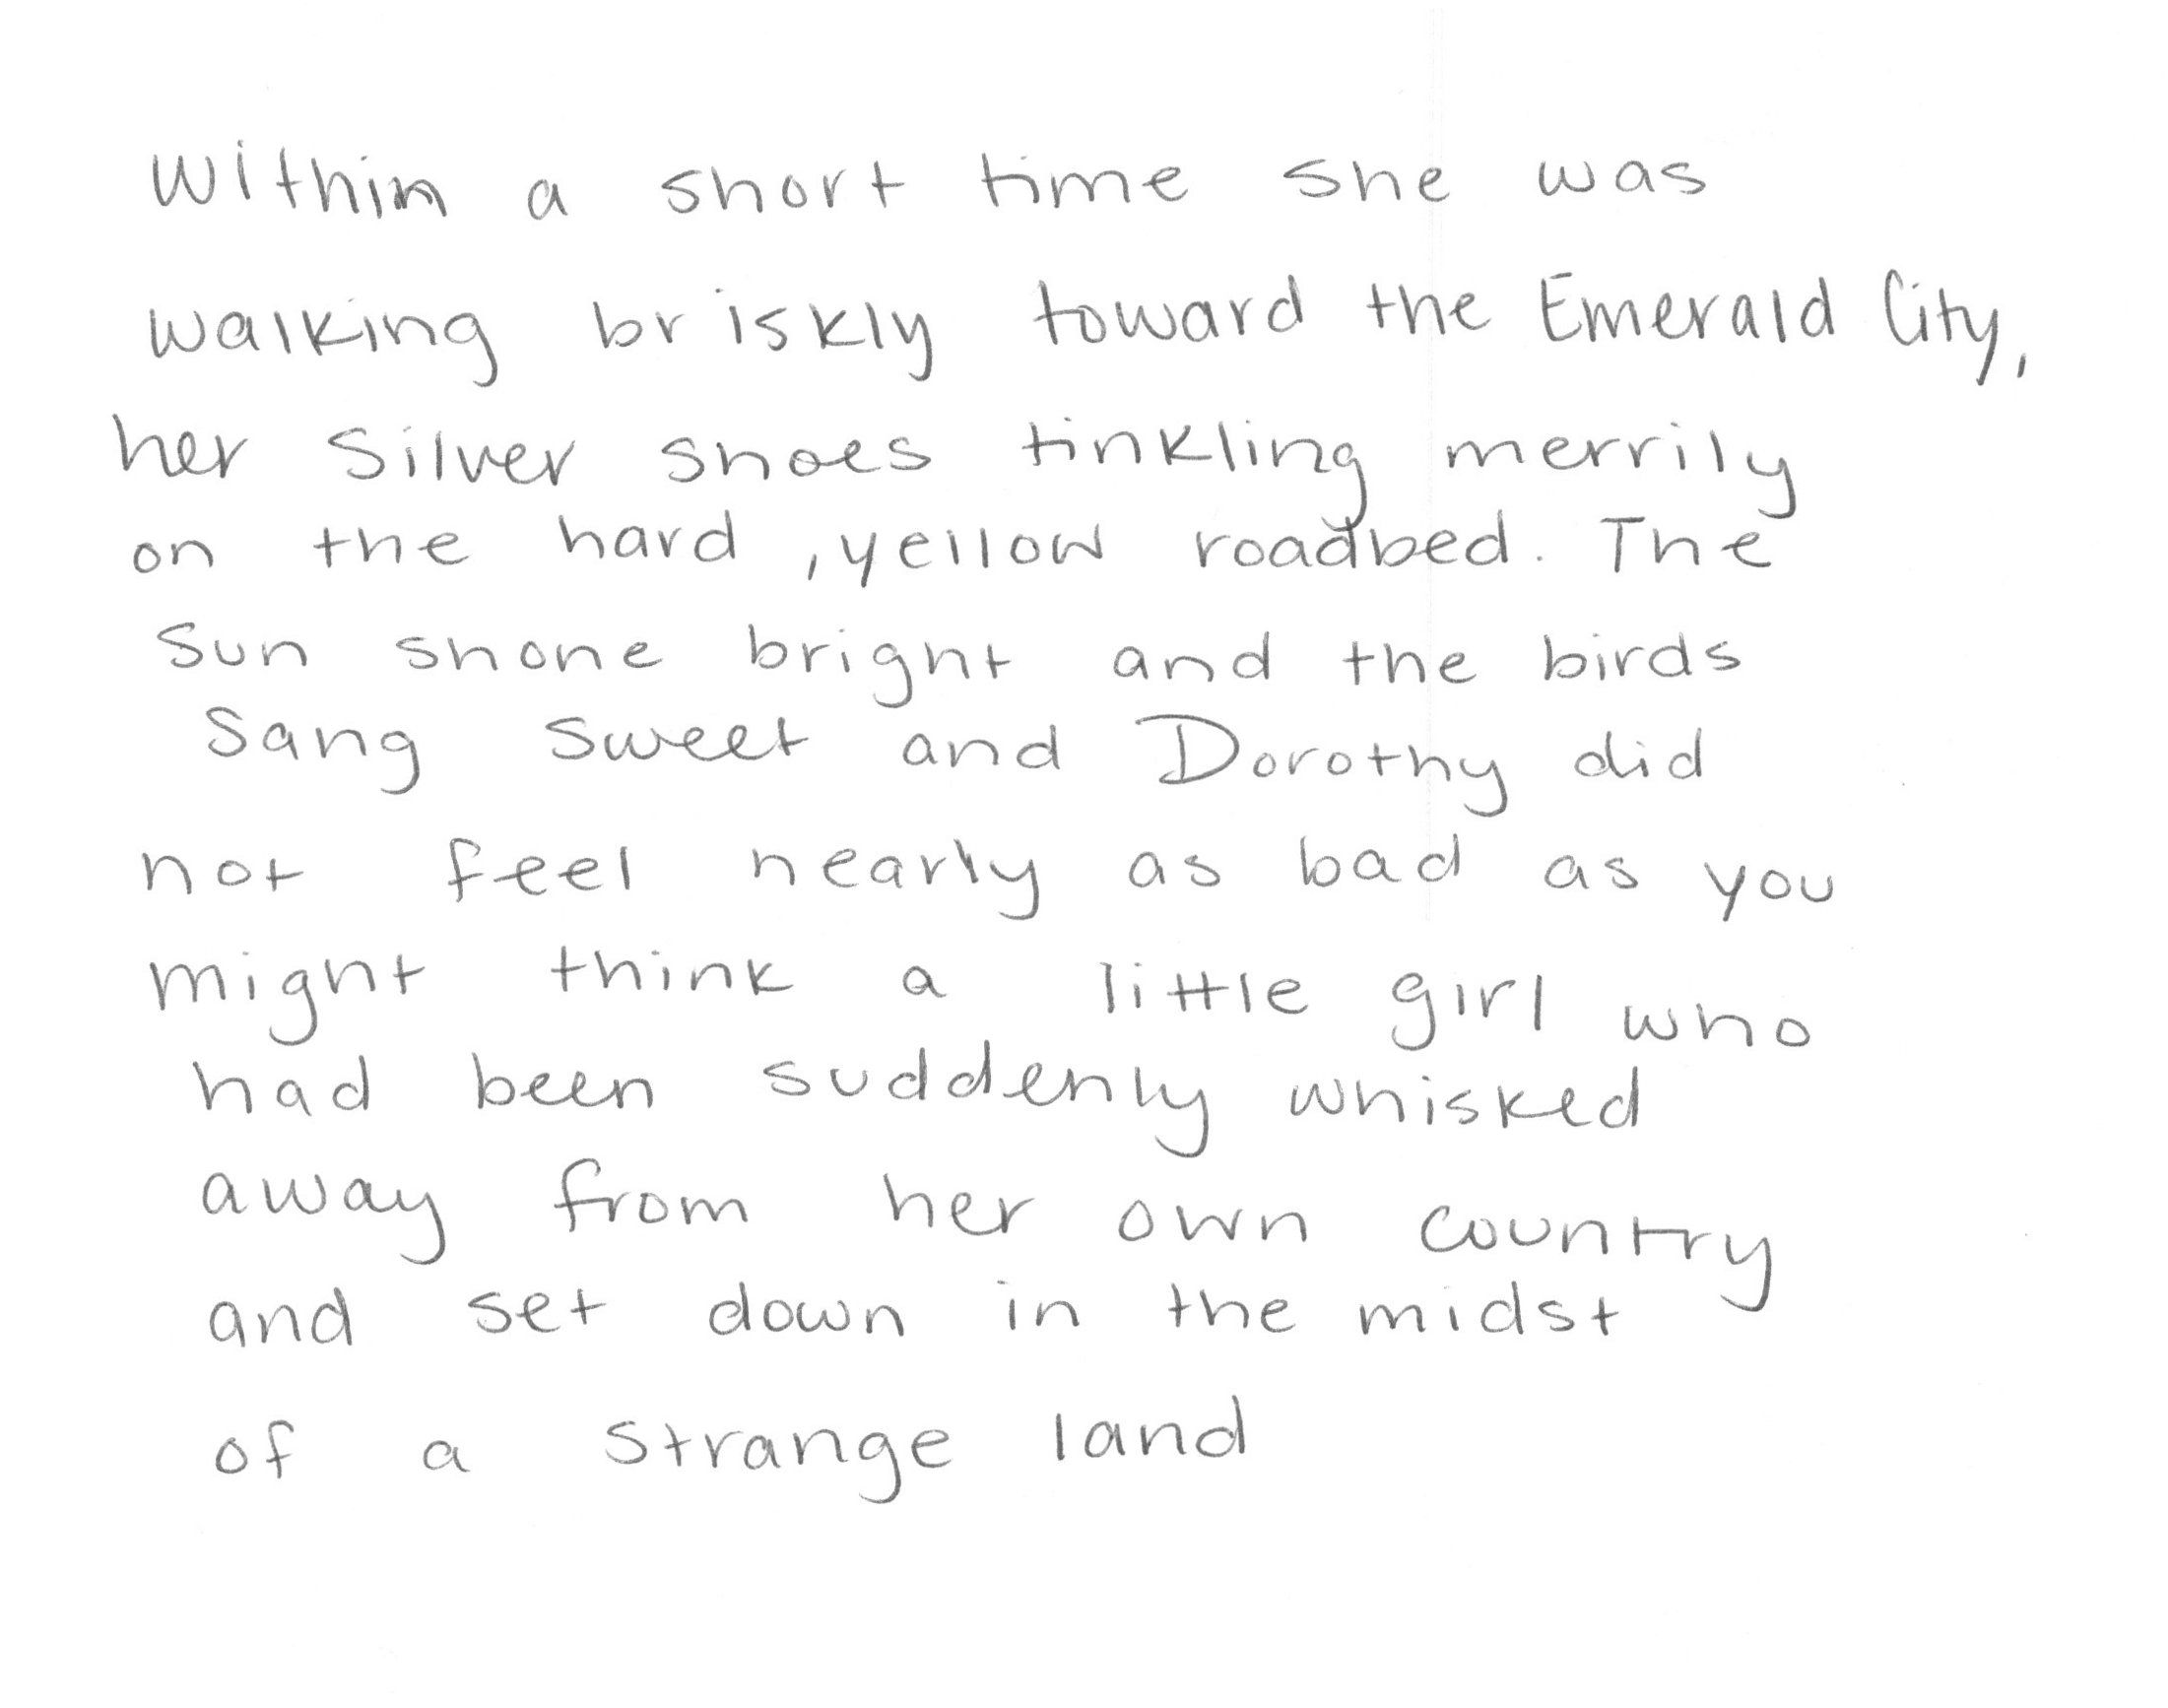 Within a short time she was
walking briskly toward the Emerald City,
her silver shoes tinkling merrily
on the hard, yellow roadbed. The
sun shone bright and the birds
sang sweet and Dorothy did
not feel nearly as bad as you
might think a little girl who
had been suddenly whisked
away from her own country
and set down in the midst
of a strange land